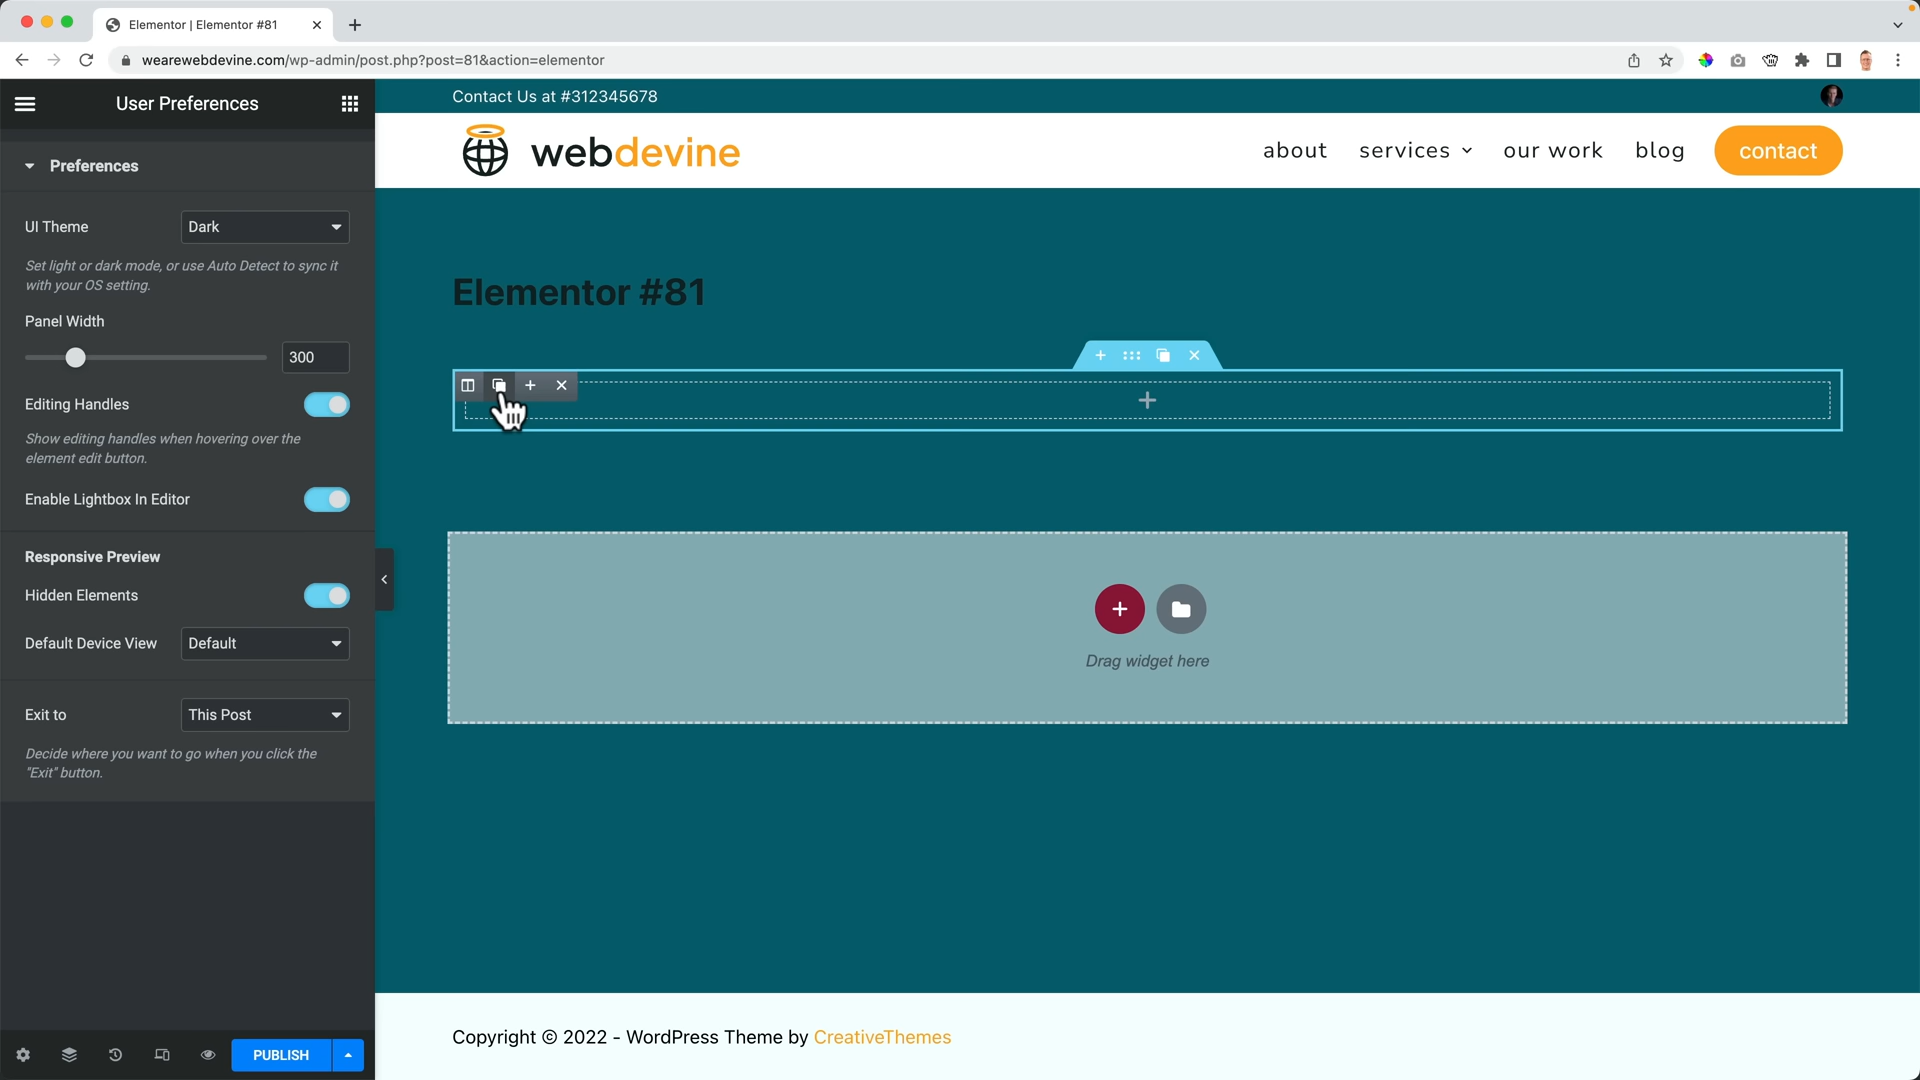 Elementor | Elementor #81
wearewebdevine.com/wp-admin/post.php?post=81&action=elementor
User Preferences
Preferences
UI Theme
Dark
Set light or dark mode, or use Auto Detect to sync it
with your OS setting.
Panel Width
300
Editing Handles
Show editing handles when hovering over the
element edit button.
Enable Lightbox In Editor
Responsive Preview
Hidden Elements
Default Device View
Default
Exit to
This Post
Decide where you want to go when you click the
"Exit" button.
PUBLISH
Contact Us at #312345678
webdevine
about
services
our work
blog
contact
Elementor #81
Drag widget here
Copyright © 2022 - WordPress Theme by CreativeThemes